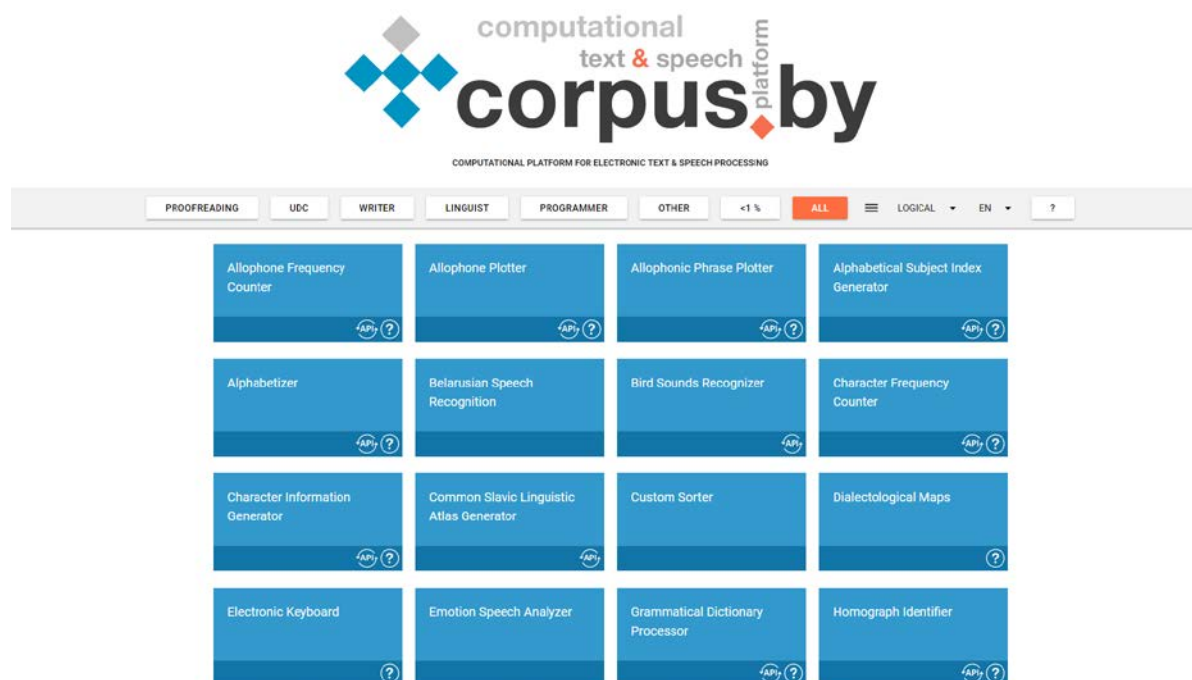 computational
text & speech
platform
corpus.by
COMPUTATIONAL PLATFORM FOR ELECTRONIC TEXT & SPEECH PROCESSING
PROOFREADING UDC WRITER LINGUIST PROGRAMMER OTHER <1 % ALL LOGICAL EN ?
Allophone Frequency
Counter
API ?
Allophone Plotter
API ?
Allophonic Phrase Plotter
API ?
Alphabetical Subject Index
Generator
API ?
Alphabetizer
API ?
Belarusian Speech
Recognition
Bird Sounds Recognizer
API
Character Frequency
Counter
API ?
Character Information
Generator
API ?
Common Slavic Linguistic
Atlas Generator
API
Custom Sorter
Dialectological Maps
?
Electronic Keyboard
?
Emotion Speech Analyzer
Grammatical Dictionary
Processor
API ?
Homograph Identifier
API ?